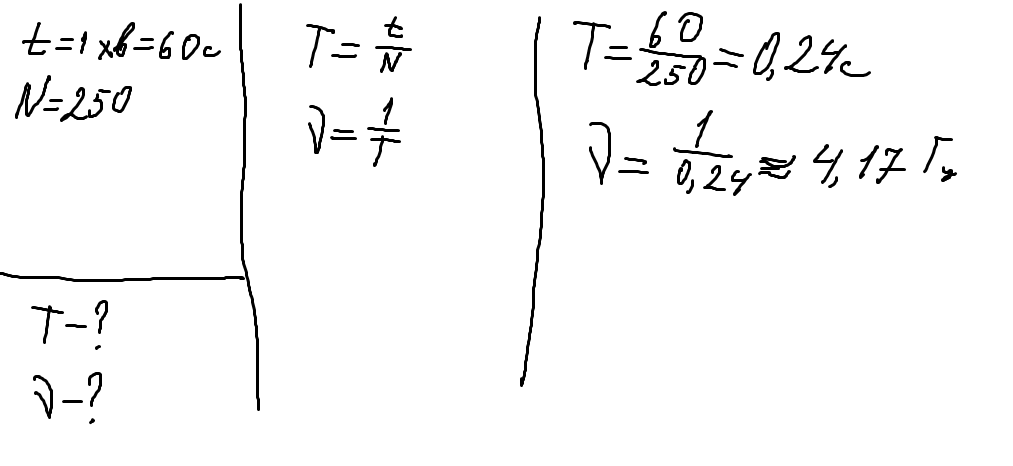 t=1 хв=60с
N=250
T-?
ν-?
T=t/N
ν=1/T
T=60/250=0,24с
ν=1/0,24≈4,17 Гц